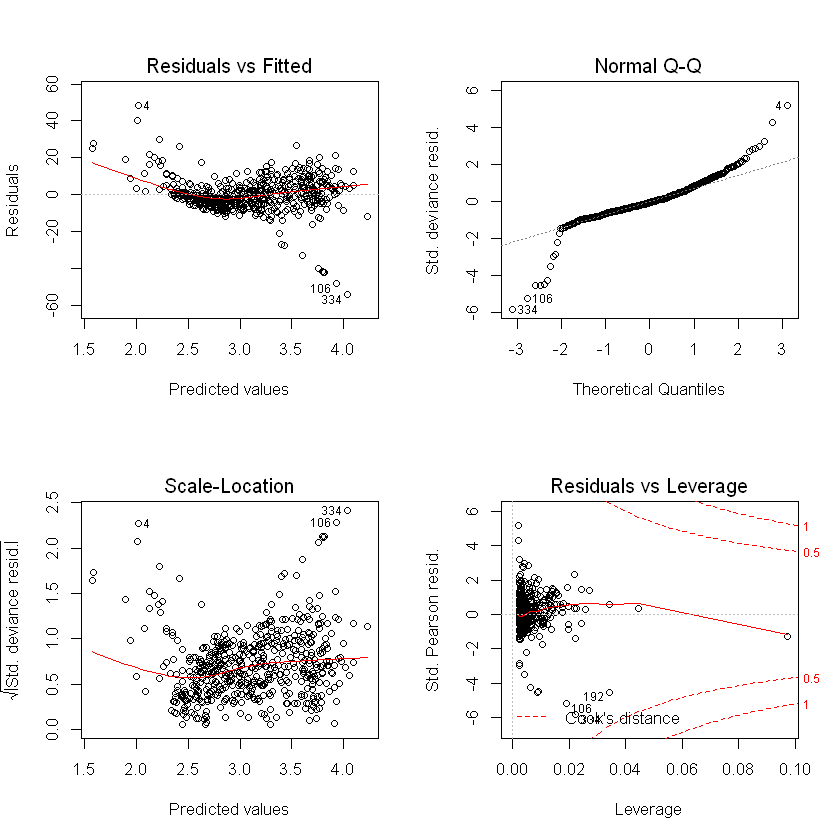 Residuals vs Fitted
Residuals
60
20
0
-20
-60
4
106
334
1.5 2.0 2.5 3.0 3.5 4.0
Predicted values
Normal Q-Q
Std. deviance resid.
6
4
2
0
-2
-4
-6
4
106
334
-3 -2 -1 0 1 2 3
Theoretical Quantiles
Scale-Location
√|Std. deviance resid.|
2.5
2.0
1.5
1.0
0.5
0.0
334
106
4
1.5 2.0 2.5 3.0 3.5 4.0
Predicted values
Residuals vs Leverage
Std. Pearson resid.
6
4
2
0
-2
-4
-6
1
0.5
0.5
1
192
106
334
Cook's distance
0.00 0.02 0.04 0.06 0.08 0.10
Leverage